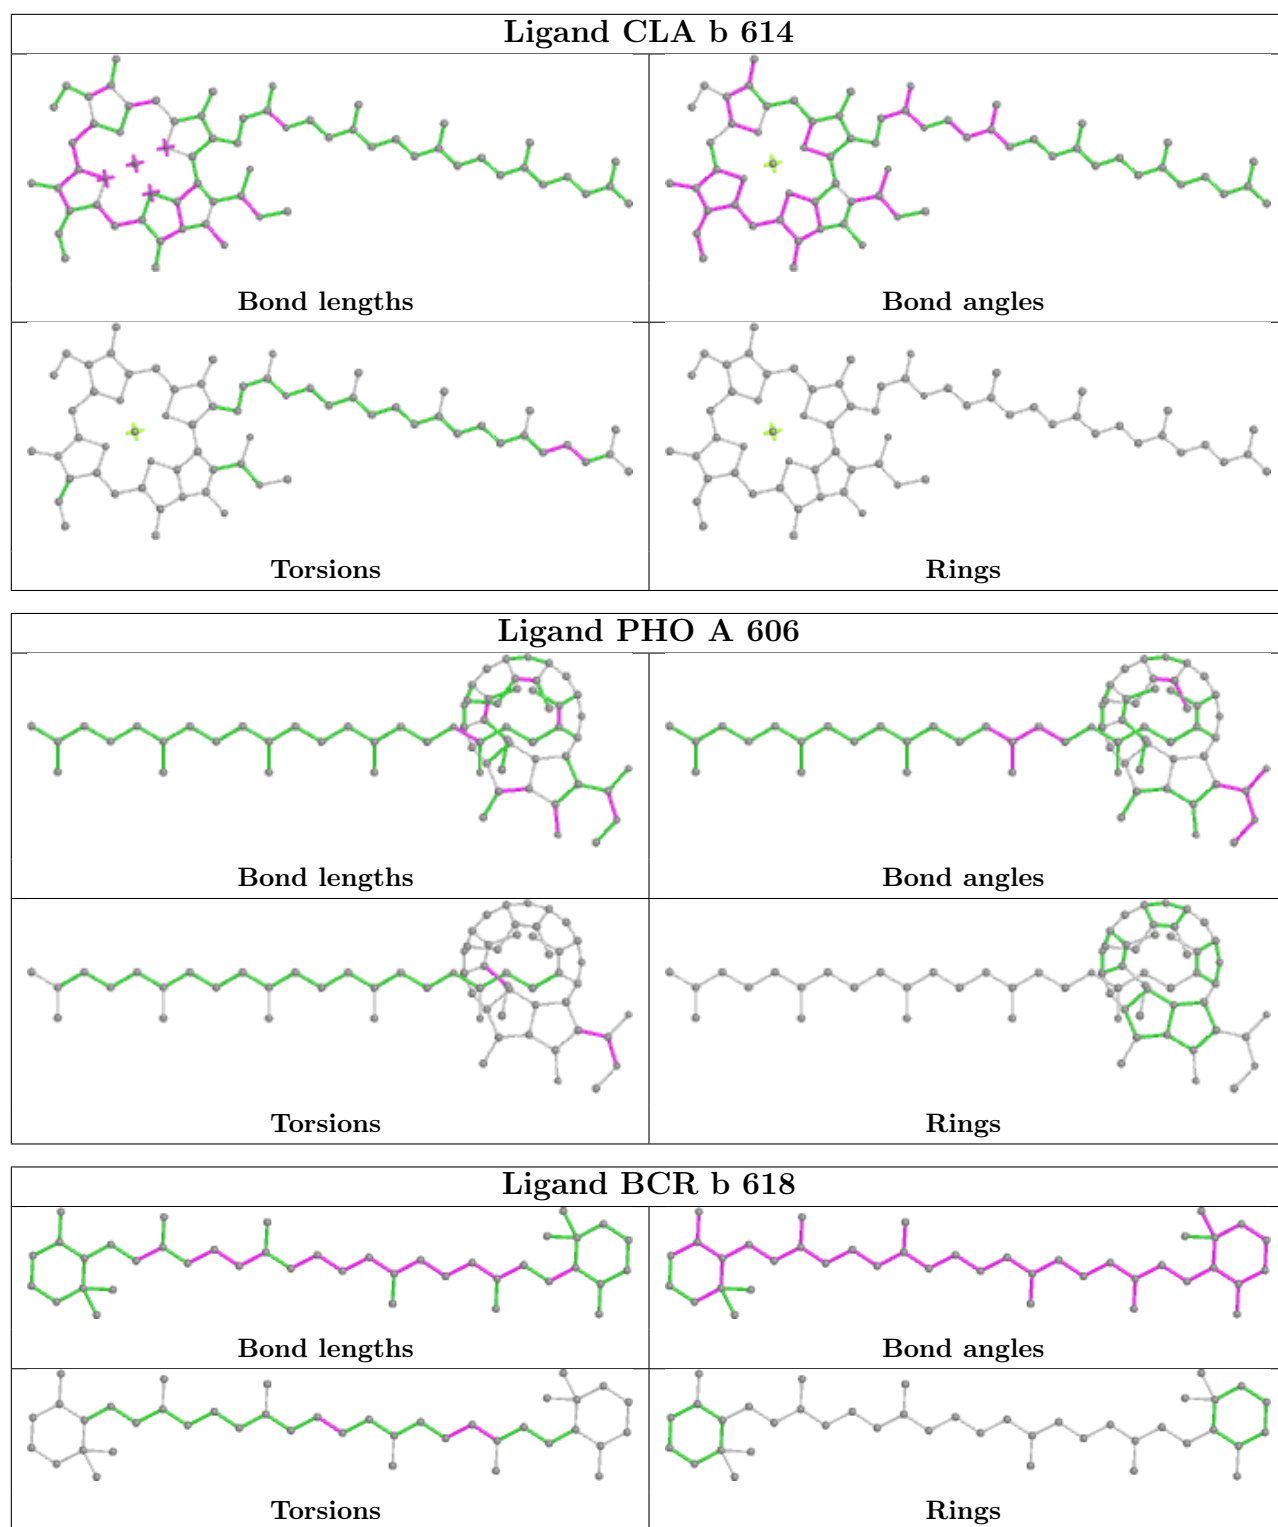 Ligand CLA b 614
Bond lengths
Bond angles
Torsions
Rings
Ligand PHO A 606
Bond lengths
Bond angles
Torsions
Rings
Ligand BCR b 618
Bond lengths
Bond angles
Torsions
Rings